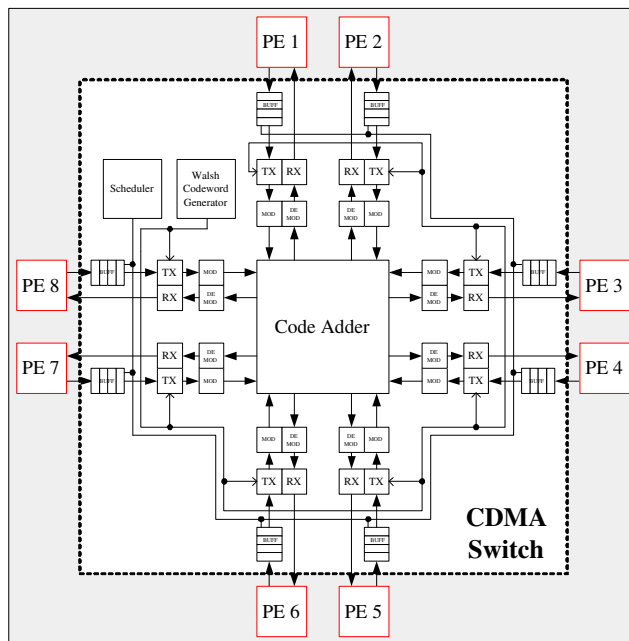 PE 1
PE 2
BUFF
BUFF
TX RX
RX TX
Scheduler
Walsh
Codeword
Generator
MOD
DE
MOD
DE
MOD
MOD
PE 8
BUFF
TX
MOD
RX
DE
MOD
Code Adder
MOD
TX
BUFF
DE
MOD
RX
PE 3
PE 7
BUFF
RX
DE
MOD
TX
MOD
DE
MOD
RX
MOD
TX
BUFF
PE 4
MOD
DE
MOD
DE
MOD
MOD
TX RX
RX TX
BUFF
BUFF
CDMA
Switch
PE 6
PE 5